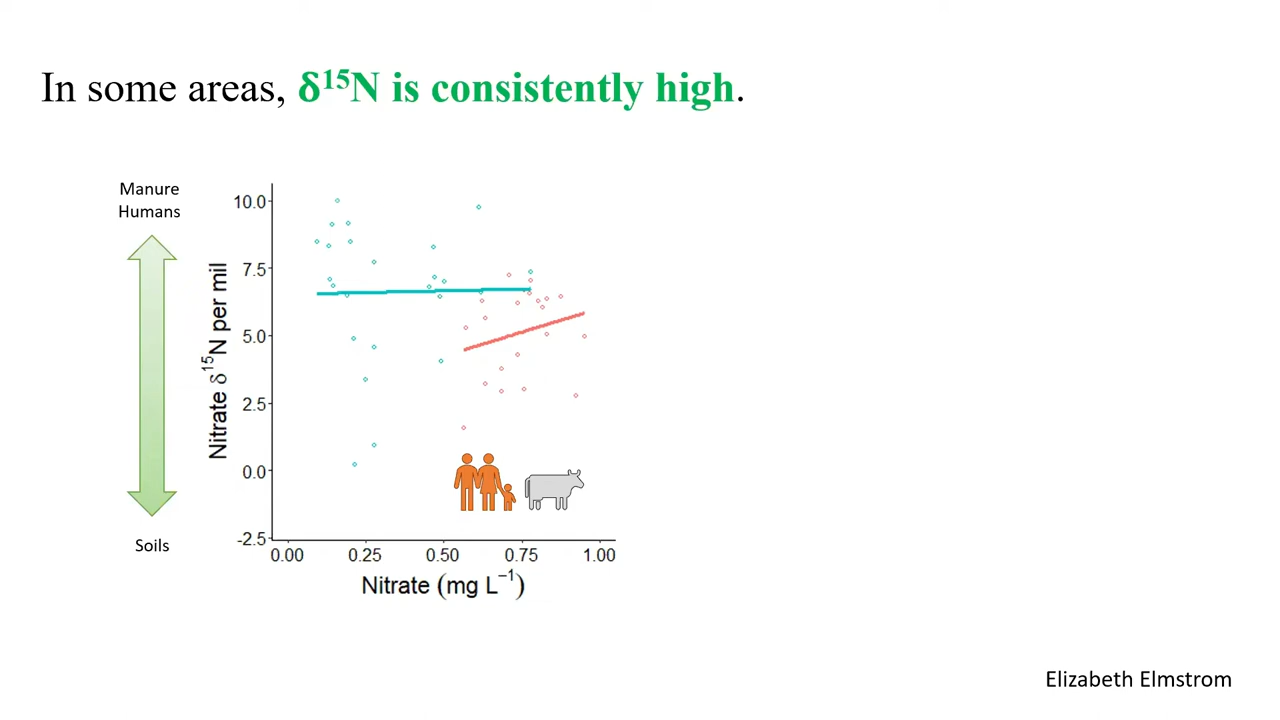 In some areas, δ¹⁵N is consistently high.
Manure
Humans
Soils
Nitrate δ¹⁵N per mil
10.0
7.5
5.0
2.5
0.0
-2.5
0.00 0.25 0.50 0.75 1.00
Nitrate (mg L⁻¹)
Elizabeth Elmstrom